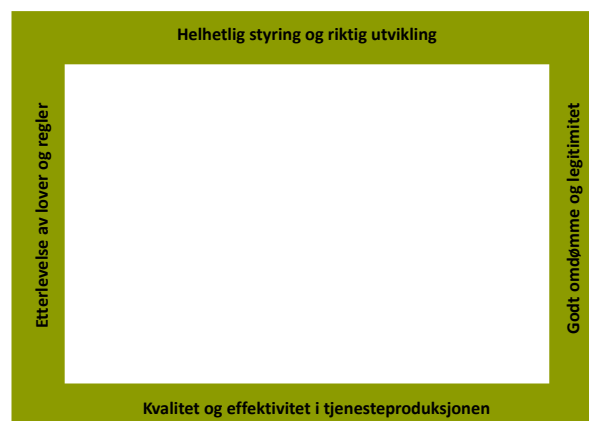 Helhetlig styring og riktig utvikling
Etterlevelse av lover og regler
Godt omdømme og legitimitet
Kvalitet og effektivitet i tjenesteproduksjonen